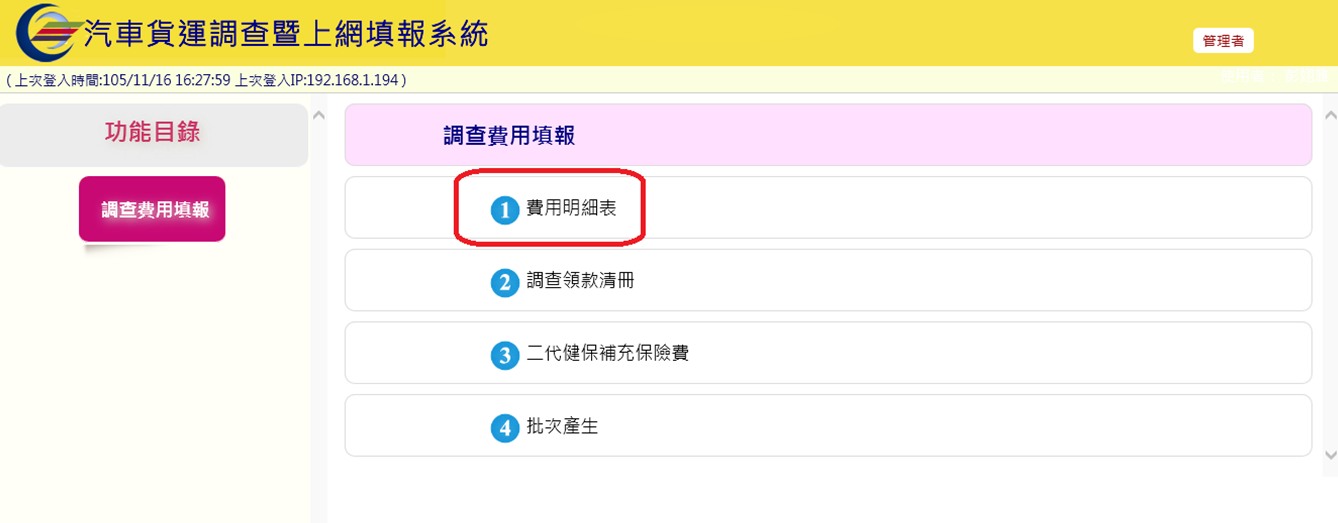 汽車貨運調查暨上網填報系統
管理者
( 上次登入時間:105/11/16 16:27:59 上次登入IP:192.168.1.194 )
功能目錄
調查費用填報
調查費用填報
1 費用明細表
2 調查領款清冊
3 二代健保補充保險費
4 批次產生